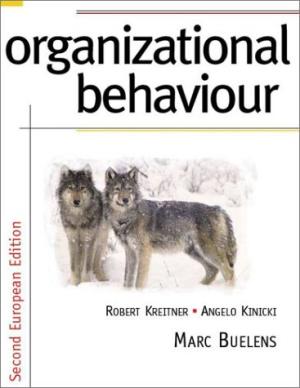 organizational
behaviour
Second European Edition
ROBERT KREITNER • ANGELO KINICKI
MARC BUELENS